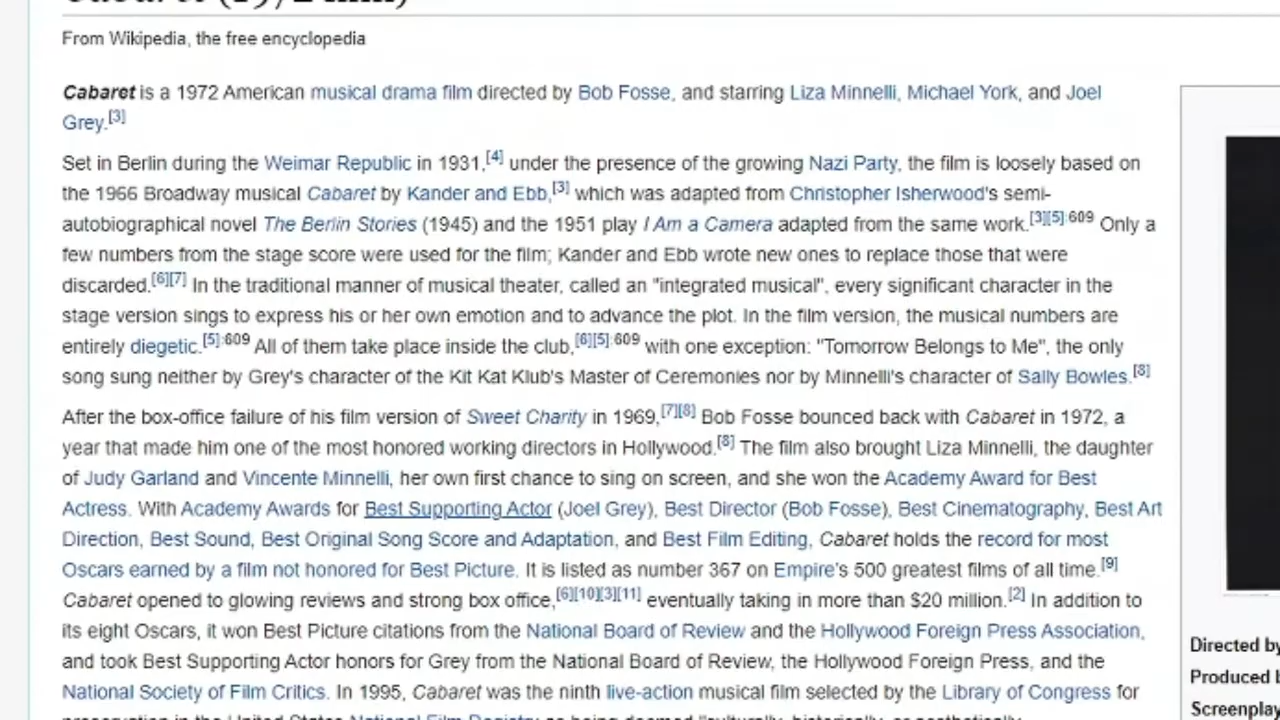 Cabaret (1972 film)
From Wikipedia, the free encyclopedia
Cabaret is a 1972 American musical drama film directed by Bob Fosse, and starring Liza Minnelli, Michael York, and Joel
Grey.[3]
Set in Berlin during the Weimar Republic in 1931,[4] under the presence of the growing Nazi Party, the film is loosely based on
the 1966 Broadway musical Cabaret by Kander and Ebb,[3] which was adapted from Christopher Isherwood's semi-
autobiographical novel The Berlin Stories (1945) and the 1951 play I Am a Camera adapted from the same work.[3][5]:609 Only a
few numbers from the stage score were used for the film; Kander and Ebb wrote new ones to replace those that were
discarded.[6][7] In the traditional manner of musical theater, called an "integrated musical", every significant character in the
stage version sings to express his or her own emotion and to advance the plot. In the film version, the musical numbers are
entirely diegetic.[5]:609 All of them take place inside the club,[6][5]:609 with one exception: "Tomorrow Belongs to Me", the only
song sung neither by Grey's character of the Kit Kat Klub's Master of Ceremonies nor by Minnelli's character of Sally Bowles.[8]
After the box-office failure of his film version of Sweet Charity in 1969,[7][8] Bob Fosse bounced back with Cabaret in 1972, a
year that made him one of the most honored working directors in Hollywood.[8] The film also brought Liza Minnelli, the daughter
of Judy Garland and Vincente Minnelli, her own first chance to sing on screen, and she won the Academy Award for Best
Actress. With Academy Awards for Best Supporting Actor (Joel Grey), Best Director (Bob Fosse), Best Cinematography, Best Art
Direction, Best Sound, Best Original Song Score and Adaptation, and Best Film Editing, Cabaret holds the record for most
Oscars earned by a film not honored for Best Picture. It is listed as number 367 on Empire's 500 greatest films of all time.[9]
Cabaret opened to glowing reviews and strong box office,[6][10][3][11] eventually taking in more than $20 million.[2] In addition to
its eight Oscars, it won Best Picture citations from the National Board of Review and the Hollywood Foreign Press Association,
and took Best Supporting Actor honors for Grey from the National Board of Review, the Hollywood Foreign Press, and the
National Society of Film Critics. In 1995, Cabaret was the ninth live-action musical film selected by the Library of Congress for
preservation in the United States National Film Registry as being deemed "culturally, historically, or aesthetically
Directed by
Produced b
Screenplay